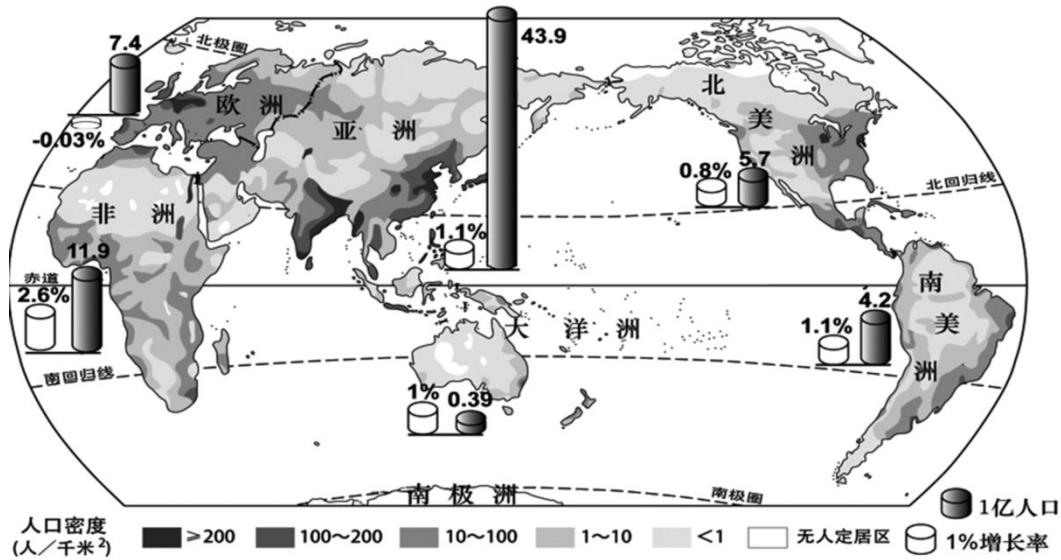 43.9
7.4
北极圈
-0.03%
欧洲
亚洲
北美洲
0.8%
5.7
北回归线
非洲
1.1%
11.9
赤道
2.6%
大洋洲
南美洲
4.2
1.1%
南回归线
1%
0.39
南极洲
南极圈
1亿人口
1%增长率
人口密度
(人/千米²)
≥200
100～200
10～100
1～10
<1
无人定居区